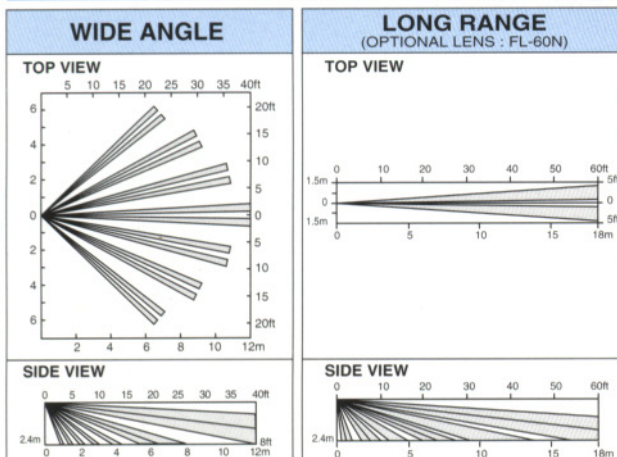 WIDE ANGLE
TOP VIEW
5 10 15 20 25 30 35 40ft
6
4
2
0
2
4
6
20ft
15
10
5
0
5
10
15
20ft
2 4 6 8 10 12m
SIDE VIEW
0 5 10 15 20 25 30 35 40ft
2.4m
8ft
0 2 4 6 8 10 12m
LONG RANGE
(OPTIONAL LENS : FL-60N)
TOP VIEW
0 10 20 30 40 50 60ft
1.5m
0
1.5m
5ft
0
5ft
0 5 10 15 18m
SIDE VIEW
0 10 20 30 40 50 60ft
2.4m
0 5 10 15 18m